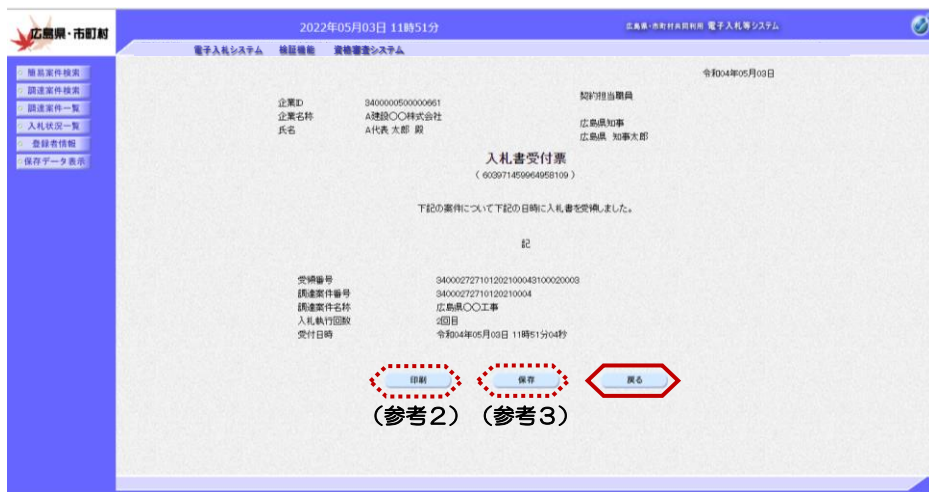 広島県・市町村
2022年05月03日 11時51分
広島県・市町村共同利用 電子入札等システム
電子入札システム 検証機能 資格審査システム
簡易案件検索
調達案件検索
調達案件一覧
入札状況一覧
登録者情報
保存データ表示
令和04年05月03日
企業ID 3400000500000661
企業名称 A建設〇〇株式会社
氏名 A代表 太郎 殿
契約担当職員
広島県知事
広島県 知事太郎
入札書受付票
( 603971459964958109 )
下記の案件について下記の日時に入札書を受領しました。
記
受領番号 340002727101202100043100020003
調達案件番号 3400027271012021​0004
調達案件名称 広島県〇〇工事
入札執行回数 2回目
受付日時 令和04年05月03日 11時51分04秒
印刷 保存 戻る
(参考2) (参考3)